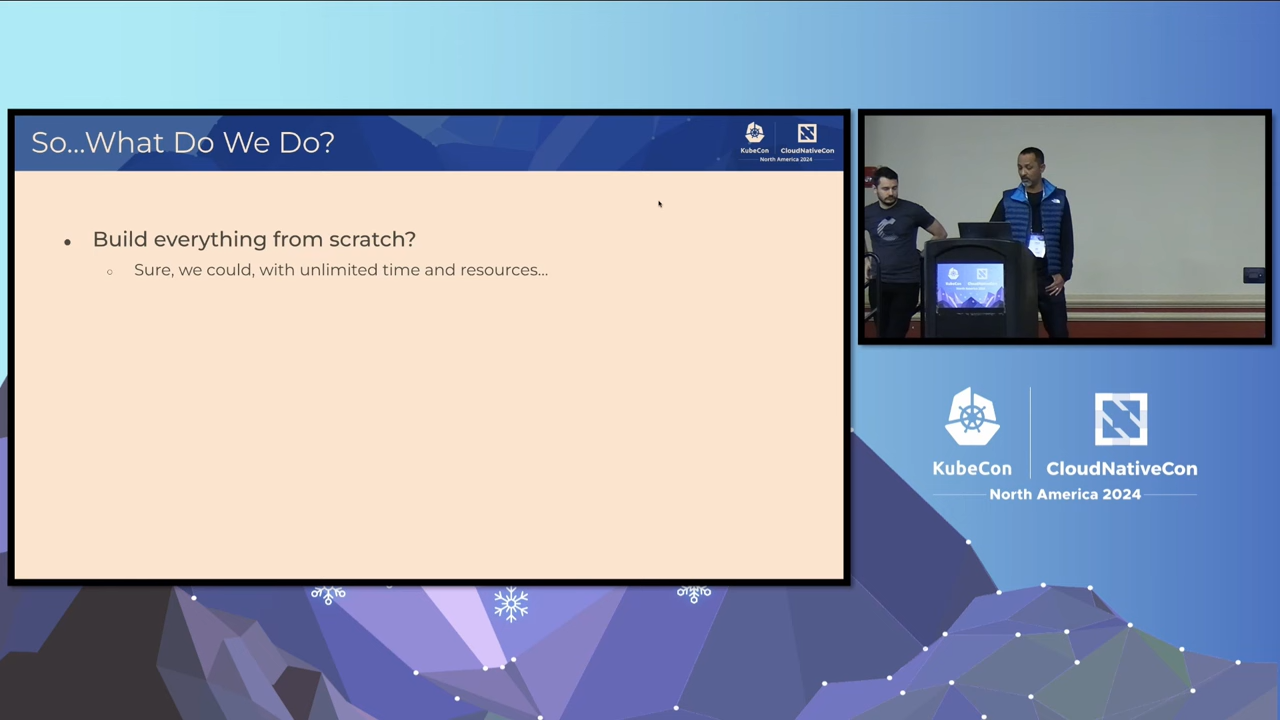 So...What Do We Do?
KubeCon
CloudNativeCon
North America 2024
• Build everything from scratch?
○ Sure, we could, with unlimited time and resources...
KubeCon
CloudNativeCon
North America 2024